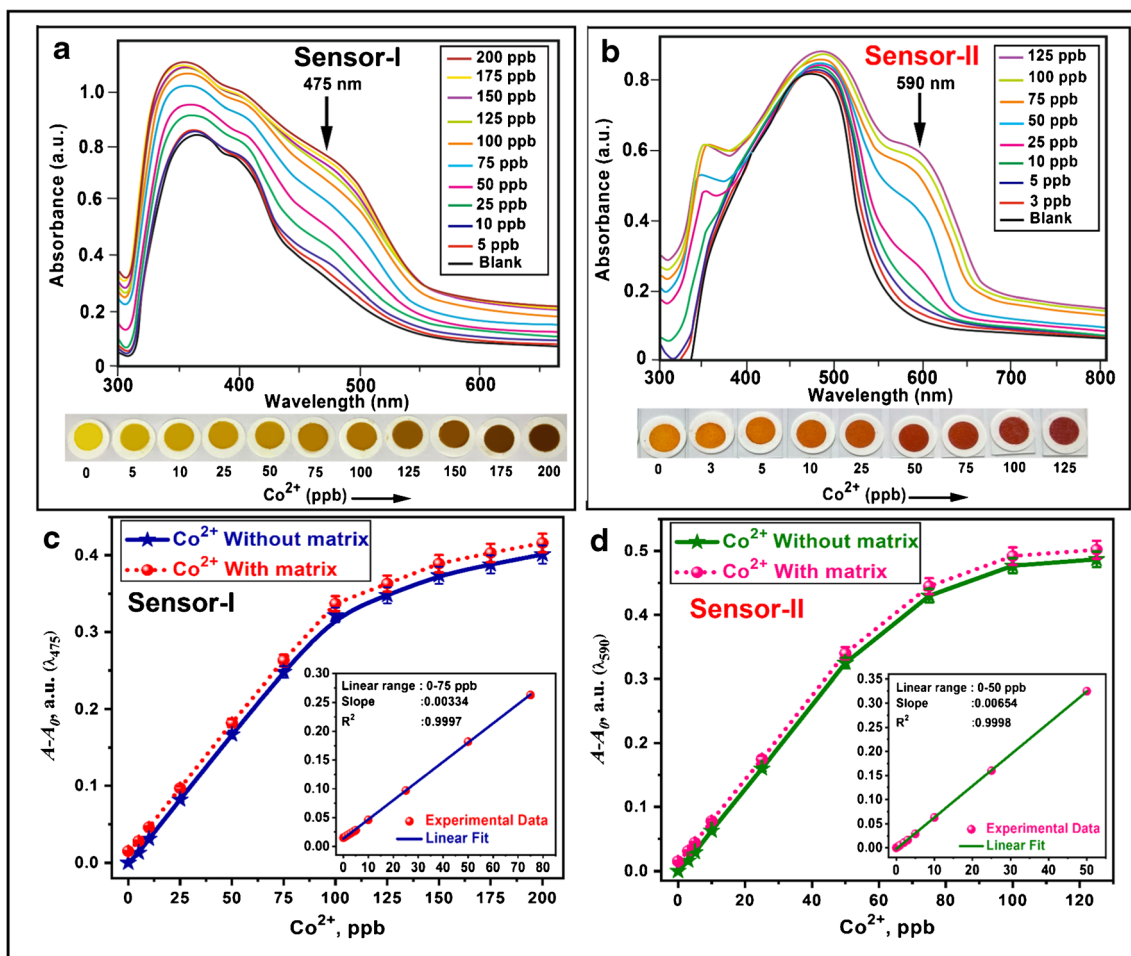 a
Sensor-I
475 nm
200 ppb
175 ppb
150 ppb
125 ppb
100 ppb
75 ppb
50 ppb
25 ppb
10 ppb
5 ppb
Blank
Absorbance (a.u.)
1.0
0.8
0.6
0.4
0.2
0
300 400 500 600
Wavelength (nm)
0 5 10 25 50 75 100 125 150 175 200
Co2+ (ppb)
b
Sensor-II
590 nm
125 ppb
100 ppb
75 ppb
50 ppb
25 ppb
10 ppb
5 ppb
3 ppb
Blank
Absorbance (a.u.)
0.8
0.6
0.4
0.2
0
300 400 500 600 700 800
Wavelength (nm)
0 3 5 10 25 50 75 100 125
Co2+ (ppb)
c
Co2+ Without matrix
Co2+ With matrix
Sensor-I
A-A0, a.u. (λ475)
0.4
0.3
0.2
0.1
0.0
0 25 50 75 100 125 150 175 200
Co2+, ppb
Linear range : 0-75 ppb
Slope :0.00334
R2 :0.9997
0.30
0.25
0.20
0.15
0.10
0.05
0.00
Experimental Data
Linear Fit
0 10 20 30 40 50 60 70 80
d
Co2+ Without matrix
Co2+ With matrix
Sensor-II
A-A0, a.u. (λ590)
0.5
0.4
0.3
0.2
0.1
0.0
0 20 40 60 80 100 120
Co2+, ppb
Linear range : 0-50 ppb
Slope :0.00654
R2 :0.9998
0.35
0.30
0.25
0.20
0.15
0.10
0.05
0.00
Experimental Data
Linear Fit
0 10 20 30 40 50